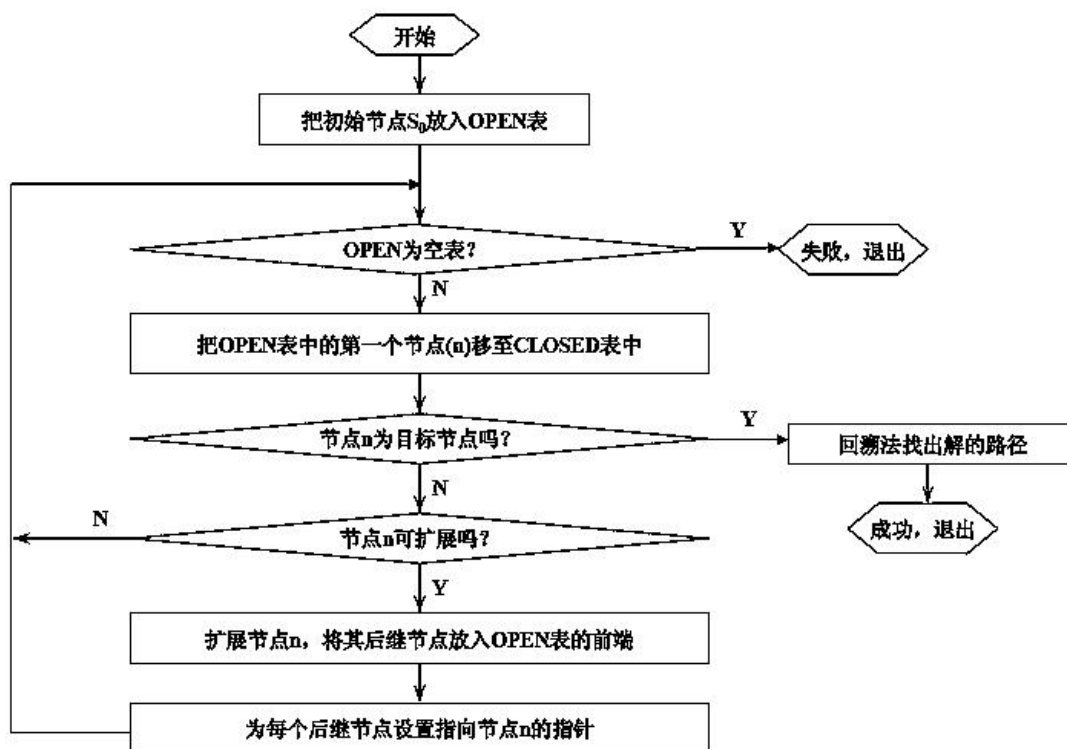 开始
把初始节点S₀放入OPEN表
OPEN为空表?
Y
失败，退出
N
把OPEN表中的第一个节点(n)移至CLOSED表中
节点n为目标节点吗?
Y
回溯法找出解的路径
N
成功，退出
节点n可扩展吗?
N
Y
扩展节点n，将其后继节点放入OPEN表的前端
为每个后继节点设置指向节点n的指针